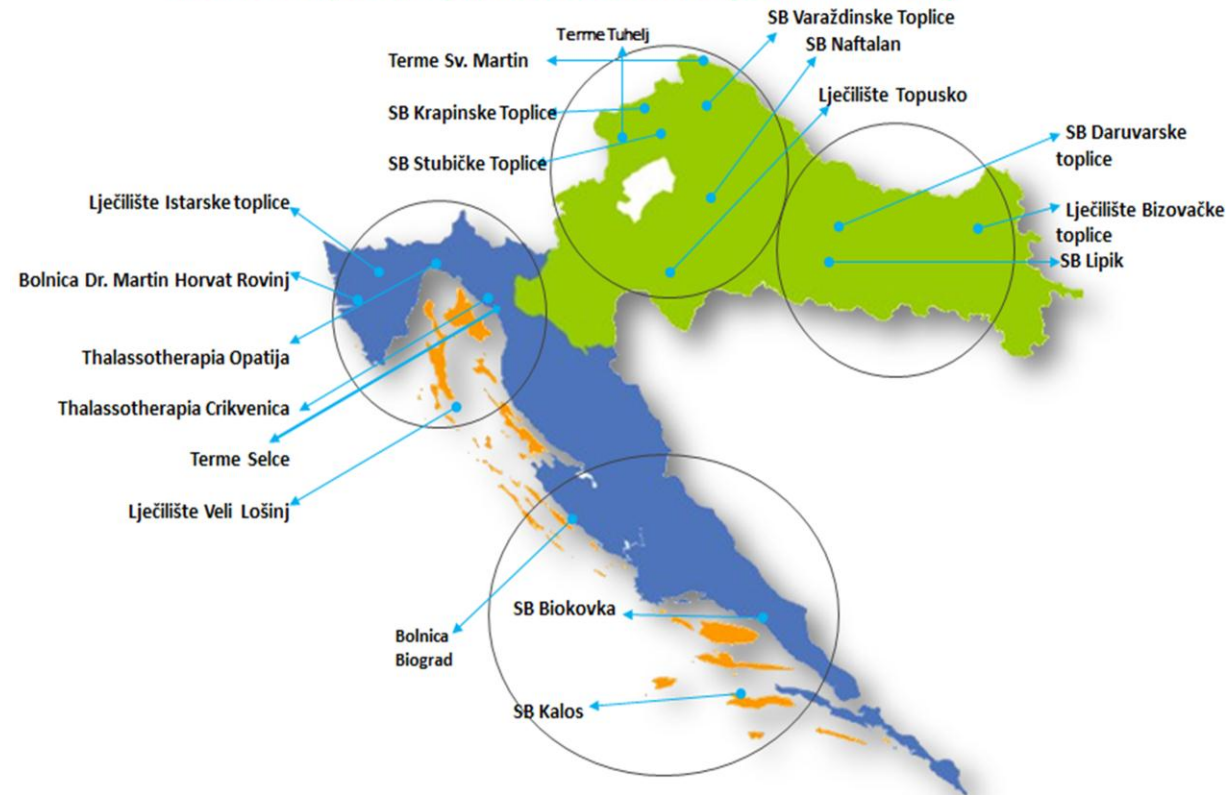 SB Varaždinske Toplice
Terme Tuhelj
SB Naftalan
Terme Sv. Martin
Lječilište Topusko
SB Krapinske Toplice
SB Daruvarske
toplice
SB Stubičke Toplice
Lječilište Istarske toplice
Lječilište Bizovačke
toplice
SB Lipik
Bolnica Dr. Martin Horvat Rovinj
Thalassotherapia Opatija
Thalassotherapia Crikvenica
Terme Selce
Lječilište Veli Lošinj
SB Biokovka
Bolnica
Biograd
SB Kalos